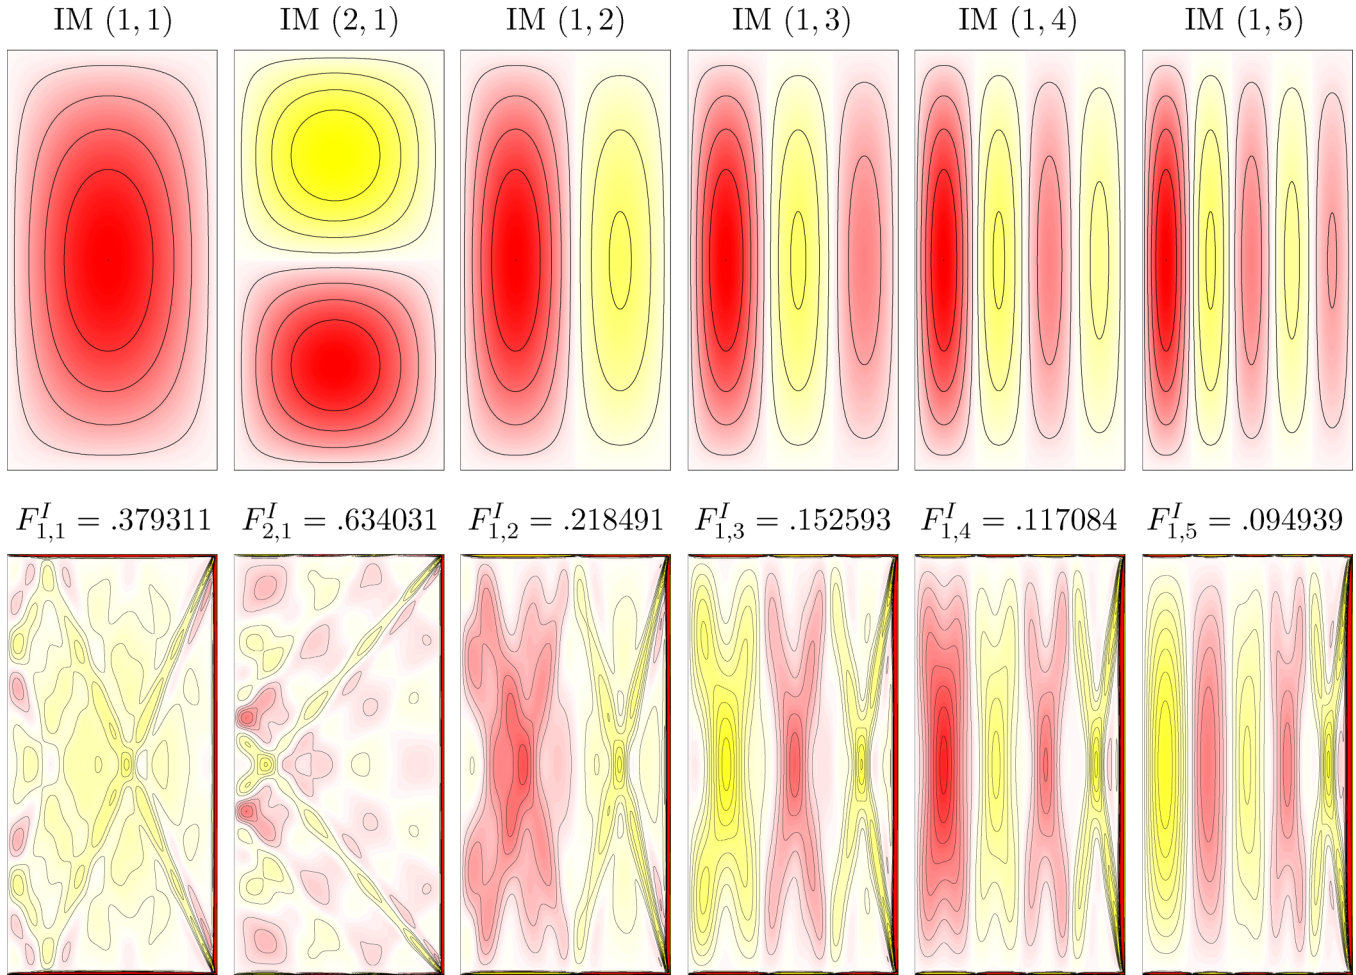 IM (1, 1) IM (2, 1) IM (1, 2) IM (1, 3) IM (1, 4) IM (1, 5)
F^I_{1,1} = .379311 F^I_{2,1} = .634031 F^I_{1,2} = .218491 F^I_{1,3} = .152593 F^I_{1,4} = .117084 F^I_{1,5} = .094939